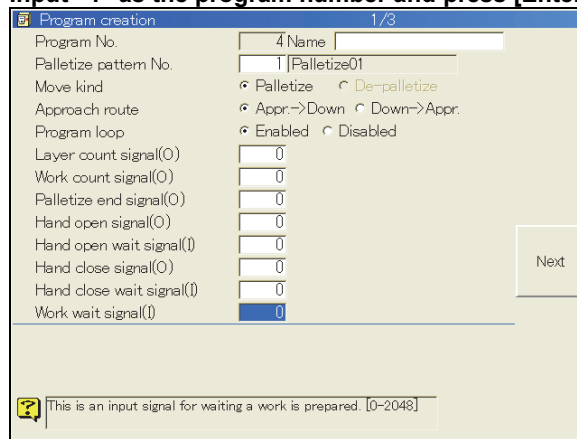 Input "4" as the program number and press [Enter
Program creation 1/3
Program No. 4 Name
Palletize pattern No. 1 Palletize01
Move kind Palletize De-palletize
Approach route Appr.->Down Down->Appr.
Program loop Enabled Disabled
Layer count signal(O) 0
Work count signal(O) 0
Palletize end signal(O) 0
Hand open signal(O) 0
Hand open wait signal(I) 0
Hand close signal(O) 0
Hand close wait signal(I) 0
Work wait signal(I) 0
Next
This is an input signal for waiting a work is prepared. [0-2048]